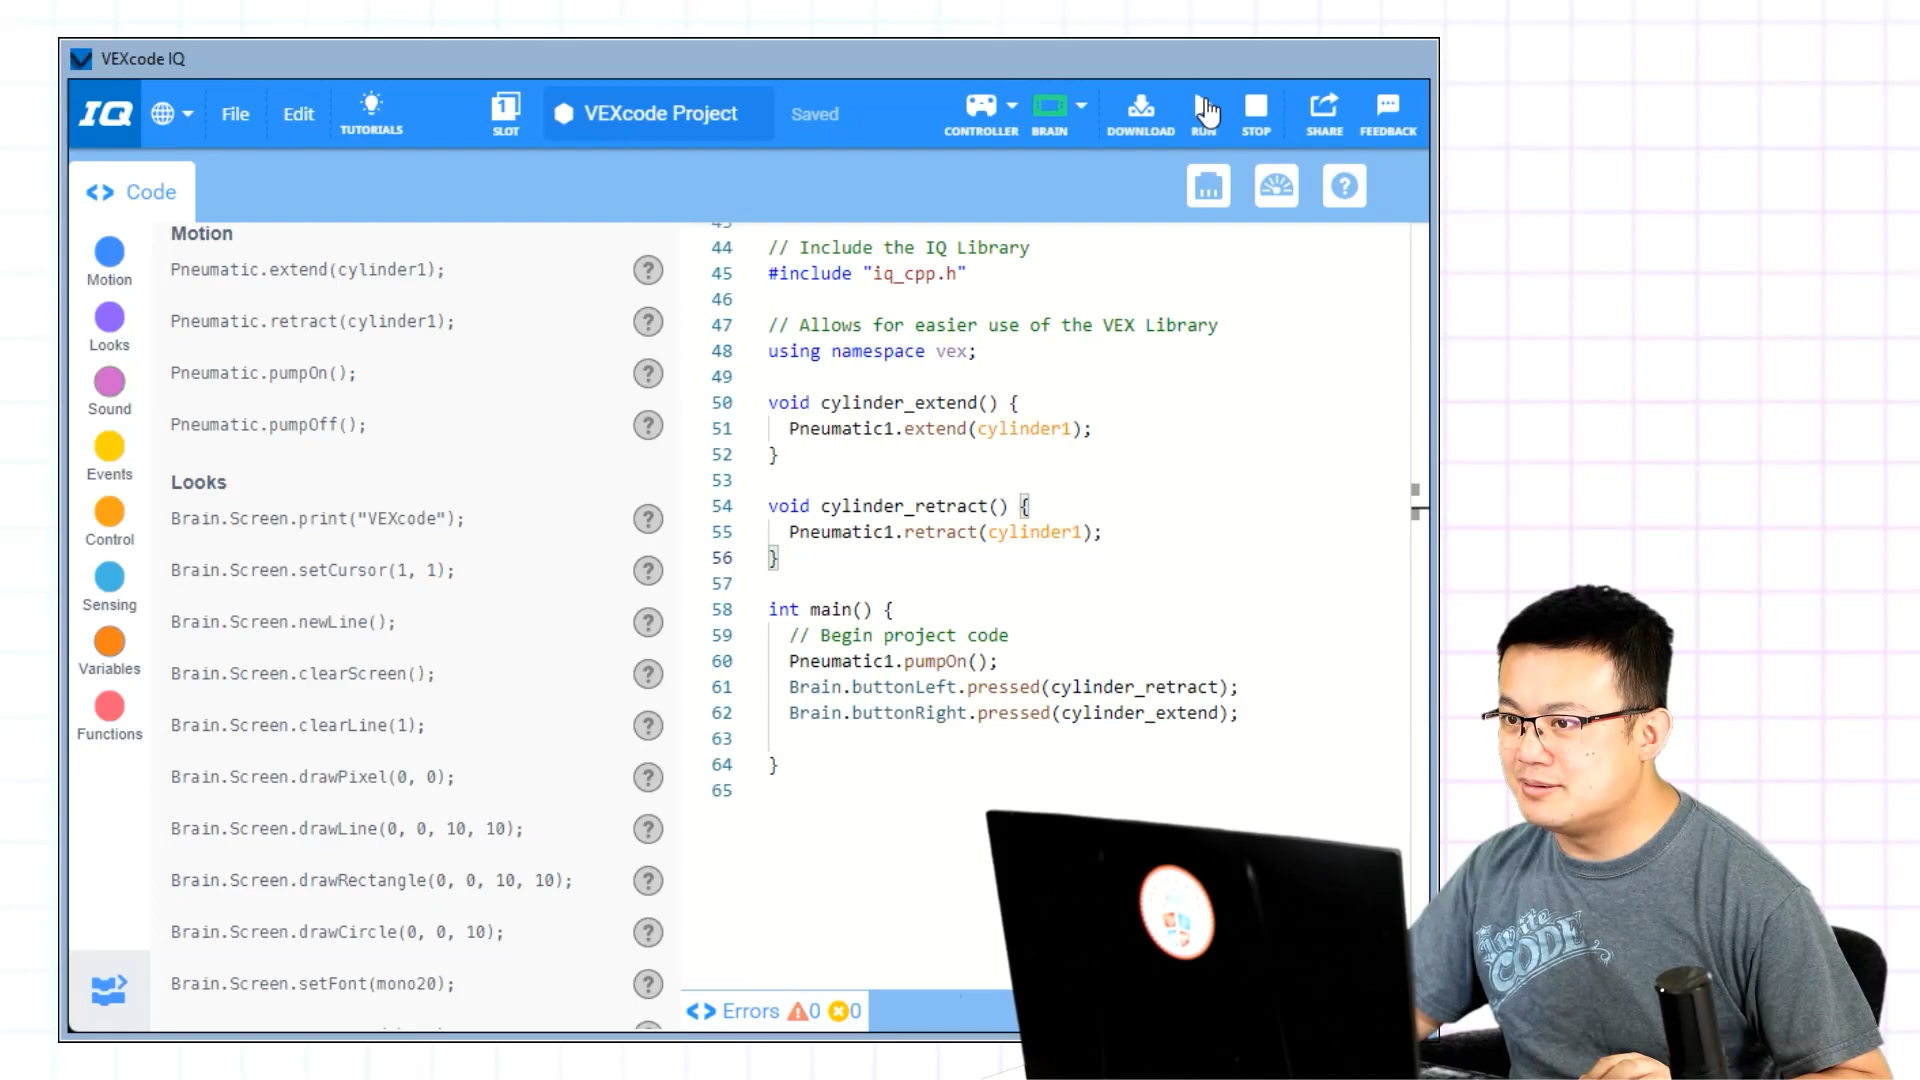 VEXcode IQ
IQ
File
Edit
TUTORIALS
1
SLOT
VEXcode Project
Saved
CONTROLLER
BRAIN
DOWNLOAD
RUN
STOP
SHARE
FEEDBACK
<> Code
?
Motion
Looks
Sound
Events
Control
Sensing
Variables
Functions
Motion
Pneumatic.extend(cylinder1); ?
Pneumatic.retract(cylinder1); ?
Pneumatic.pumpOn(); ?
Pneumatic.pumpOff(); ?
Looks
Brain.Screen.print("VEXcode"); ?
Brain.Screen.setCursor(1, 1); ?
Brain.Screen.newLine(); ?
Brain.Screen.clearScreen(); ?
Brain.Screen.clearLine(1); ?
Brain.Screen.drawPixel(0, 0); ?
Brain.Screen.drawLine(0, 0, 10, 10); ?
Brain.Screen.drawRectangle(0, 0, 10, 10); ?
Brain.Screen.drawCircle(0, 0, 10); ?
Brain.Screen.setFont(mono20); ?
44 // Include the IQ Library
45 #include "iq_cpp.h"
46
47 // Allows for easier use of the VEX Library
48 using namespace vex;
49
50 void cylinder_extend() {
51 Pneumatic1.extend(cylinder1);
52 }
53
54 void cylinder_retract() {
55 Pneumatic1.retract(cylinder1);
56 }
57
58 int main() {
59 // Begin project code
60 Pneumatic1.pumpOn();
61 Brain.buttonLeft.pressed(cylinder_retract);
62 Brain.buttonRight.pressed(cylinder_extend);
63
64 }
65
<> Errors 0 0
CODE